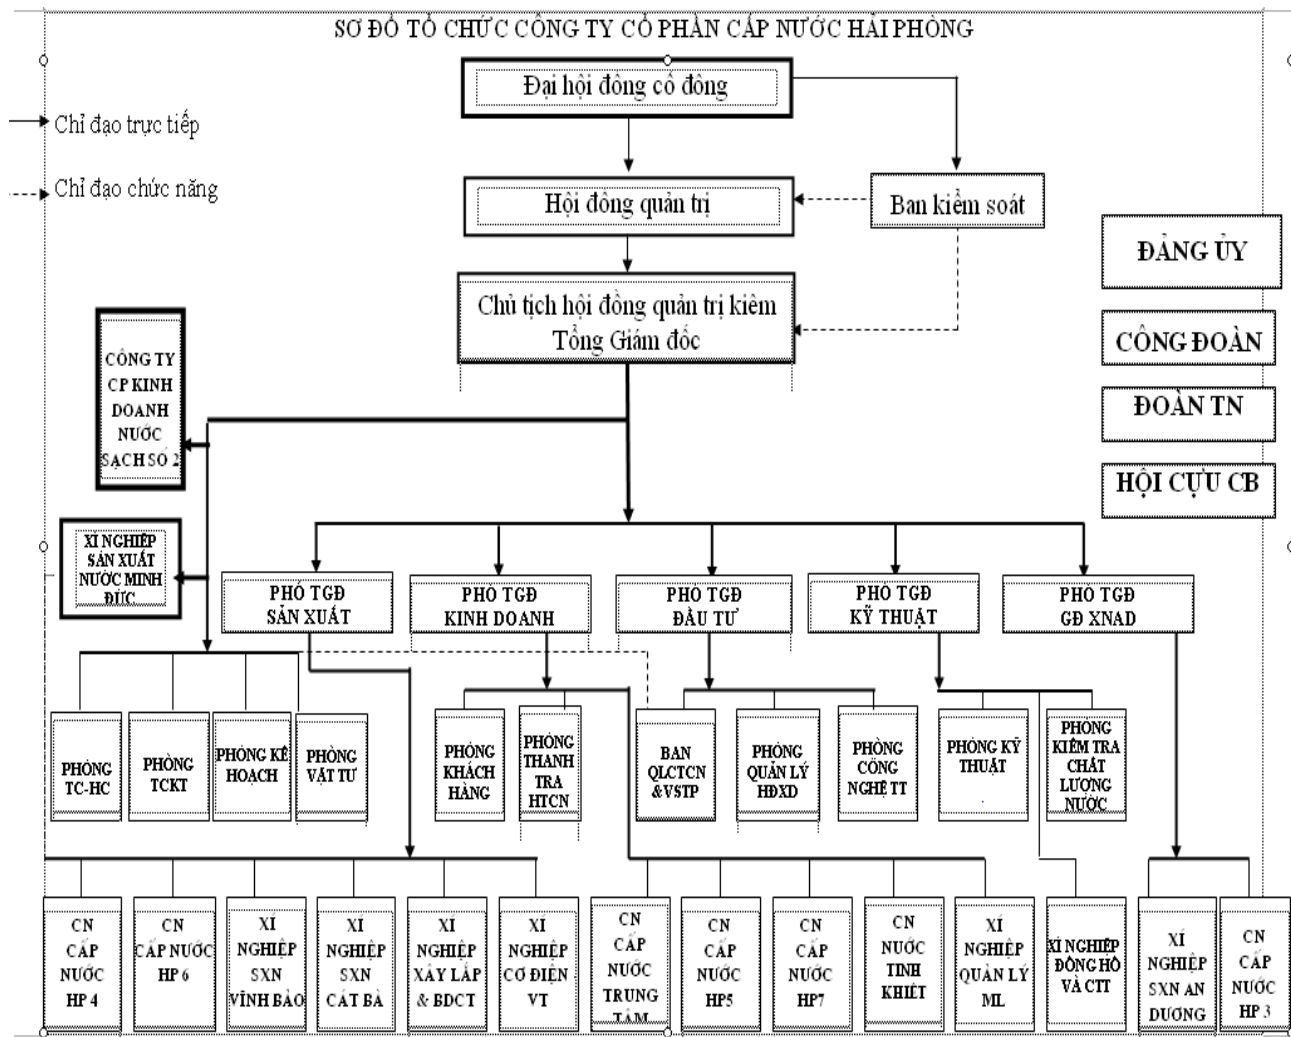 SƠ ĐỒ TỔ CHỨC CÔNG TY CỔ PHẦN CẤP NƯỚC HẢI PHÒNG
Đại hội đồng cổ đông
Chỉ đạo trực tiếp
Chỉ đạo chức năng
Hội đồng quản trị
Ban kiểm soát
ĐẢNG ỦY
Chủ tịch hội đồng quản trị kiêm
Tổng Giám đốc
CÔNG ĐOÀN
ĐOÀN TN
HỘI CỰU CB
CÔNG TY
CP KINH
DOANH
NƯỚC
SẠCH SỐ 2
XÍ NGHIỆP
SẢN XUẤT
NƯỚC MINH
ĐỨC
PHÓ TGĐ
SẢN XUẤT
PHÓ TGĐ
KINH DOANH
PHÓ TGĐ
ĐẦU TƯ
PHÓ TGĐ
KỸ THUẬT
PHÓ TGĐ
GĐ XNAD
PHÒNG
TC-HC
PHÒNG
TCKT
PHÒNG KẾ
HOẠCH
PHÒNG
VẬT TƯ
PHÒNG
KHÁCH
HÀNG
PHÒNG
THANH
TRA
HTCN
BAN
QLCTCN
&VSTP
PHÒNG
QUẢN LÝ
HĐXD
PHÒNG
CÔNG
NGHỆ TT
PHÒNG KỸ
THUẬT
PHÒNG
KIỂM TRA
CHẤT
LƯỢNG
NƯỚC
CN
CẤP
NƯỚC
HP 4
CN
CẤP NƯỚC
HP 6
XÍ
NGHIỆP
SXN
VĨNH BẢO
XÍ
NGHIỆP
SXN
CÁT BÀ
XÍ
NGHIỆP
XÂY LẮP
& BDCT
XÍ
NGHIỆP
CƠ ĐIỆN
VT
CN
CẤP
NƯỚC
TRUNG
TÂM
CN
CẤP
NƯỚC
HP5
CN
CẤP
NƯỚC
HP7
CN
NƯỚC
TINH
KHIẾT
XÍ
NGHIỆP
QUẢN LÝ
ML
XÍ NGHIỆP
ĐỒNG HỒ
VÀ CTT
XÍ
NGHIỆP
SXN AN
DƯƠNG
CN
CẤP
NƯỚC
HP 3